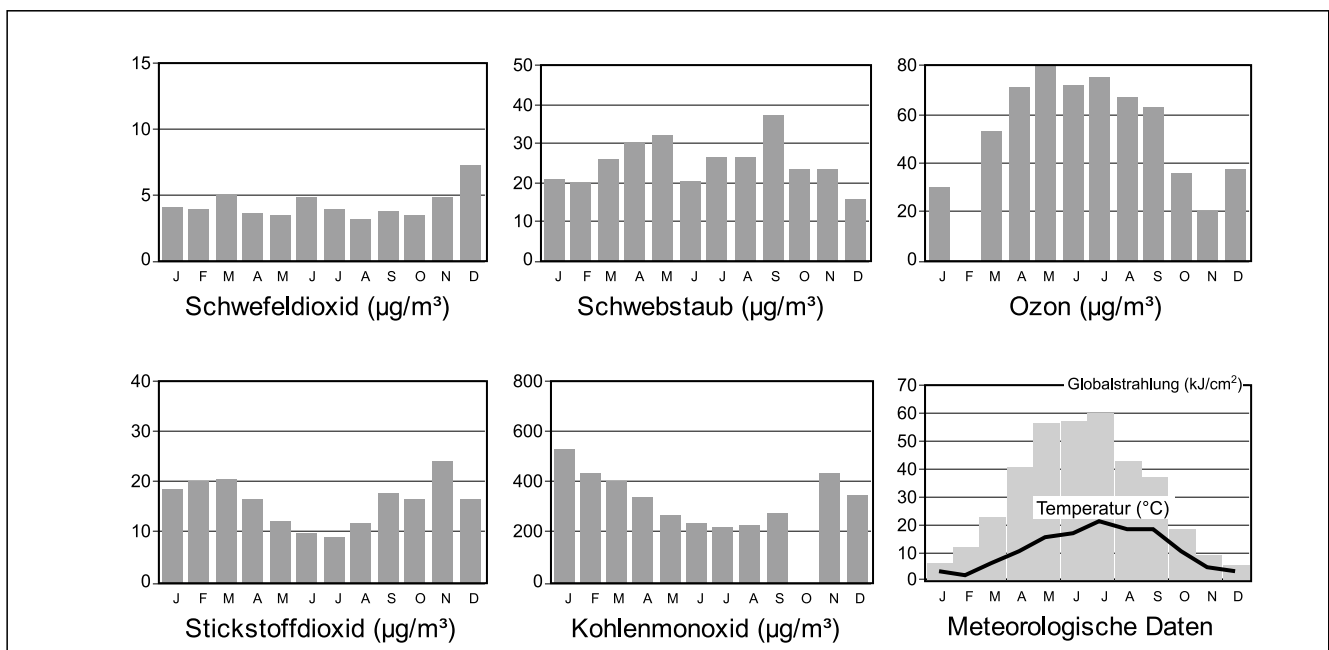 15
10
5
0
J F M A M J J A S O N D
Schwefeldioxid (µg/m³)
50
40
30
20
10
0
J F M A M J J A S O N D
Schwebstaub (µg/m³)
80
60
40
20
0
J F M A M J J A S O N D
Ozon (µg/m³)
40
30
20
10
0
J F M A M J J A S O N D
Stickstoffdioxid (µg/m³)
800
600
400
200
0
J F M A M J J A S O N D
Kohlenmonoxid (µg/m³)
70
60
50
40
30
20
10
0
Globalstrahlung (kJ/cm²)
Temperatur (°C)
J F M A M J J A S O N D
Meteorologische Daten